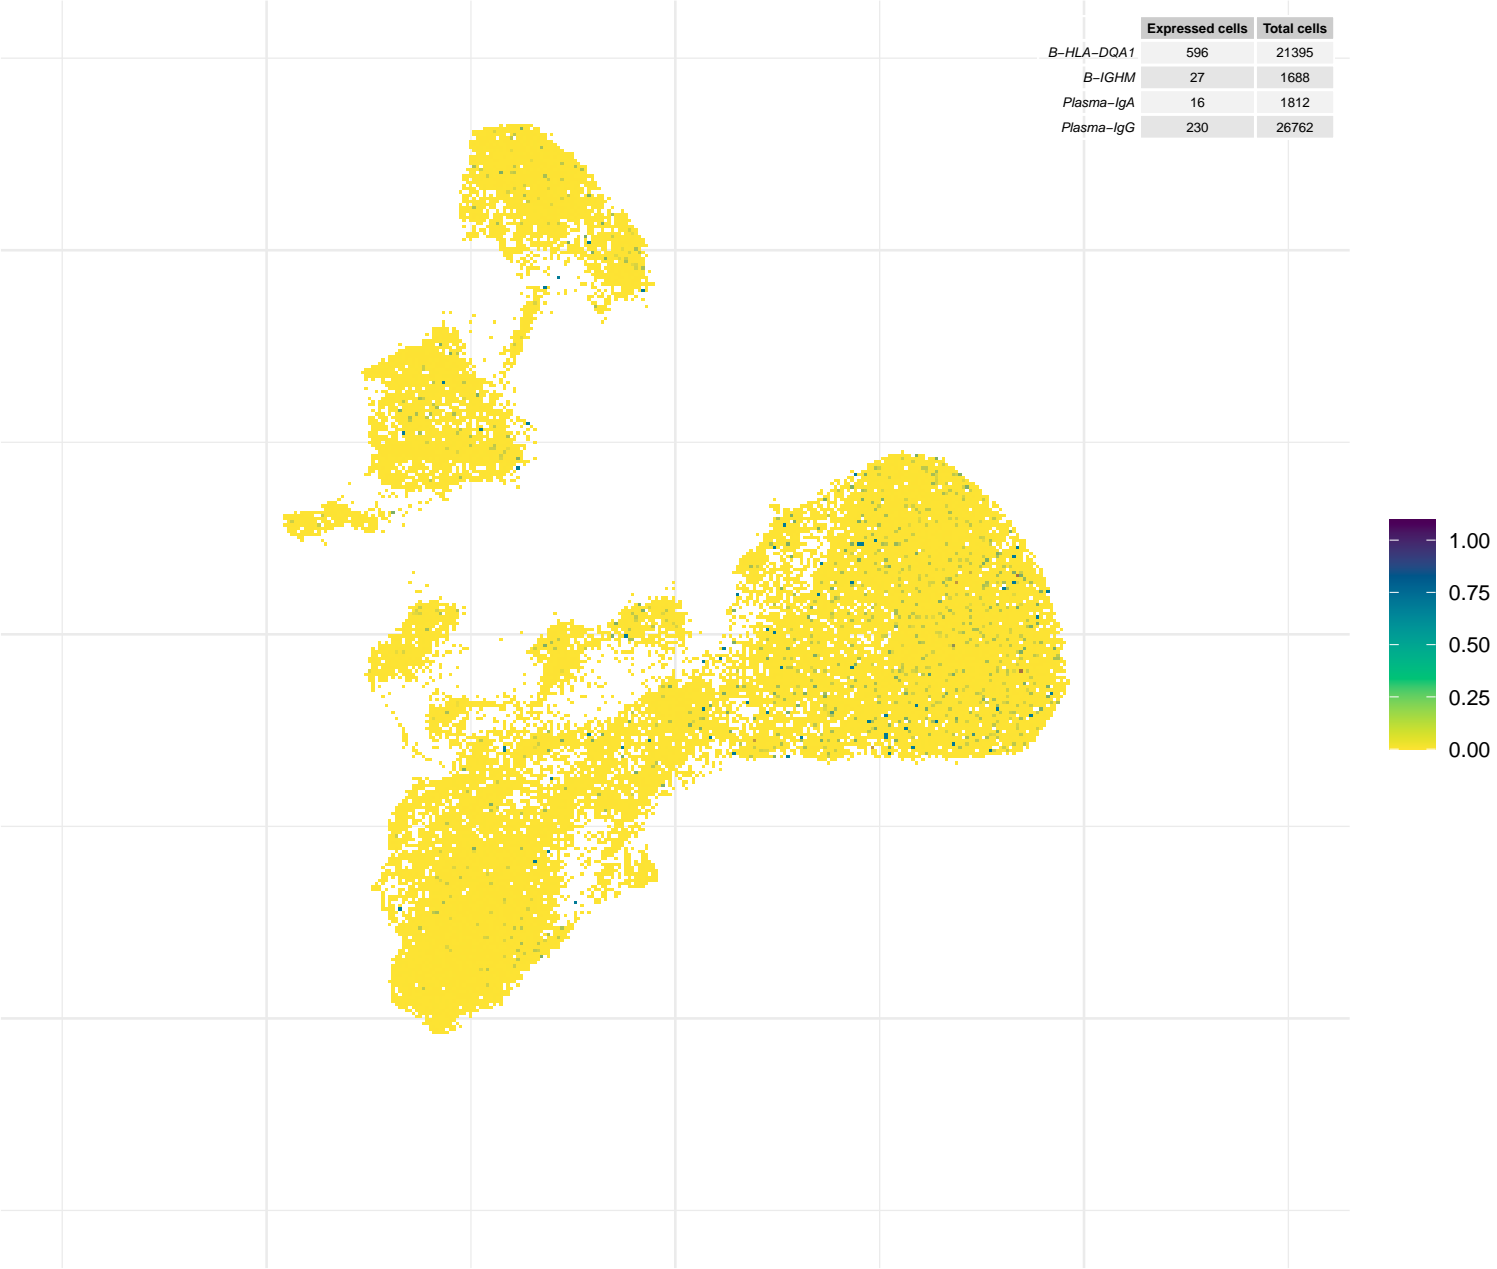 Expressed cells Total cells
B−HLA−DQA1 596 21395
B−IGHM 27 1688
Plasma−IgA 16 1812
Plasma−IgG 230 26762
1.00
0.75
0.50
0.25
0.00